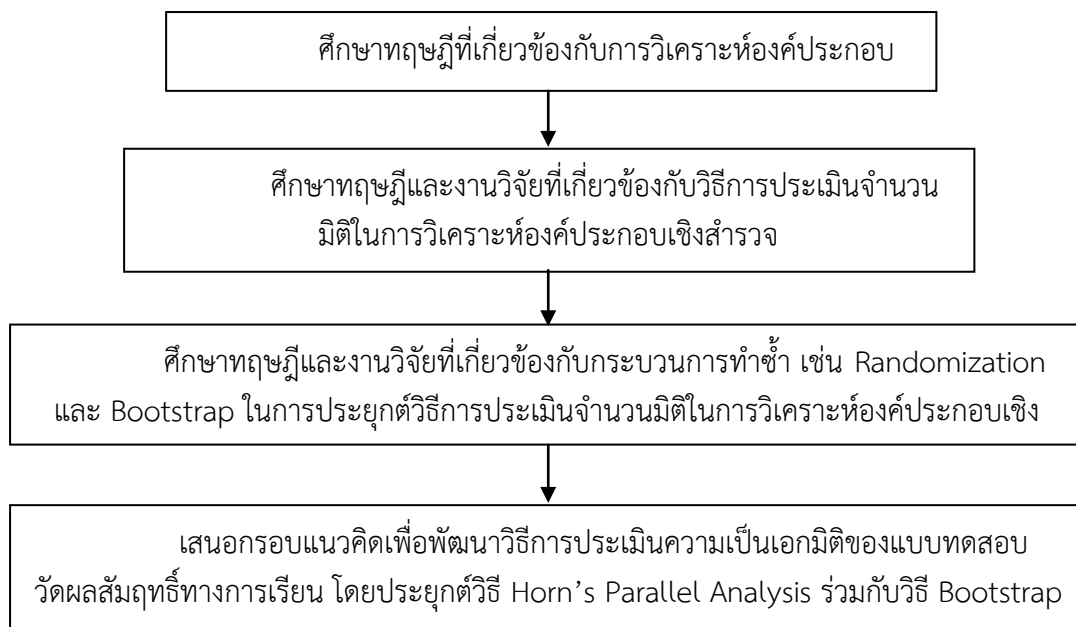 ศึกษาทฤษฎีที่เกี่ยวข้องกับการวิเคราะห์องค์ประกอบ
ศึกษาทฤษฎีและงานวิจัยที่เกี่ยวข้องกับวิธีการประเมินจำนวน
มิติในการวิเคราะห์องค์ประกอบเชิงสำรวจ
ศึกษาทฤษฎีและงานวิจัยที่เกี่ยวข้องกับกระบวนการทำซ้ำ เช่น Randomization
และ Bootstrap ในการประยุกต์วิธีการประเมินจำนวนมิติในการวิเคราะห์องค์ประกอบเชิง
เสนอกรอบแนวคิดเพื่อพัฒนาวิธีการประเมินความเป็นเอกมิติของแบบทดสอบ
วัดผลสัมฤทธิ์ทางการเรียน โดยประยุกต์วิธี Horn’s Parallel Analysis ร่วมกับวิธี Bootstrap